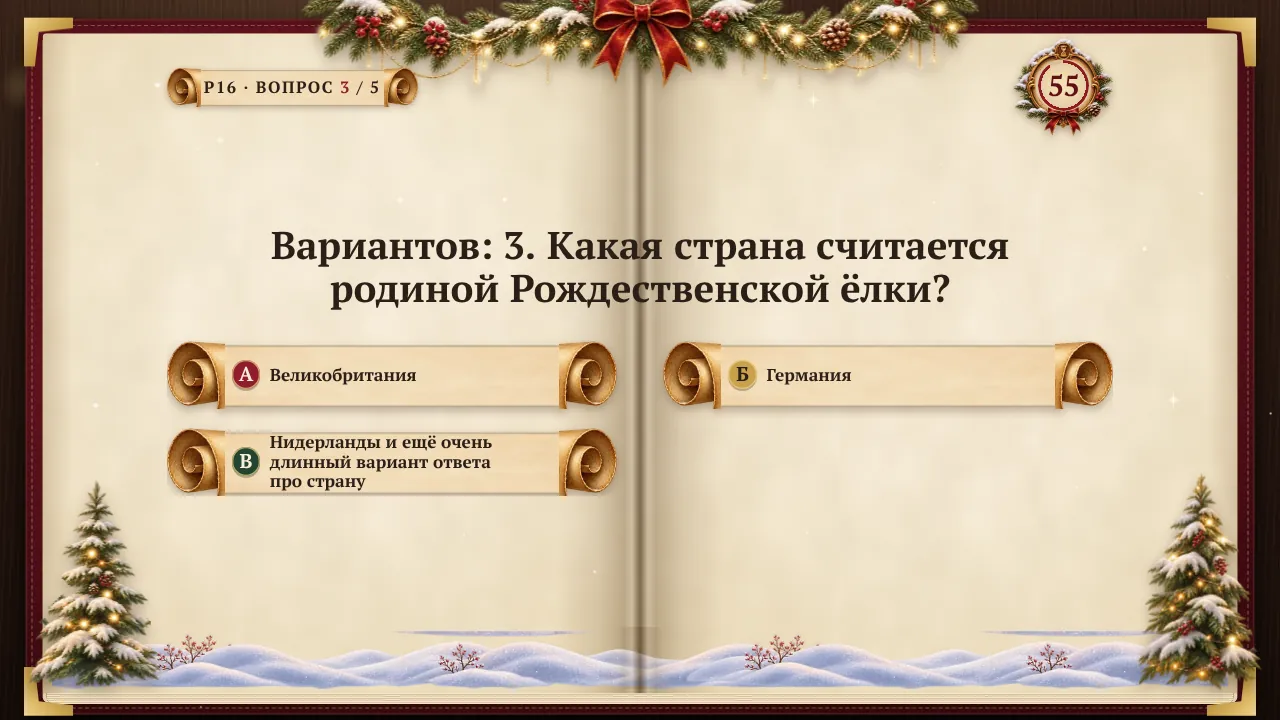 Р16 · ВОПРОС 3 / 5
55
Вариантов: 3. Какая страна считается
родиной Рождественской ёлки?
А Великобритания
Б Германия
В Нидерланды и ещё очень
длинный вариант ответа
про страну